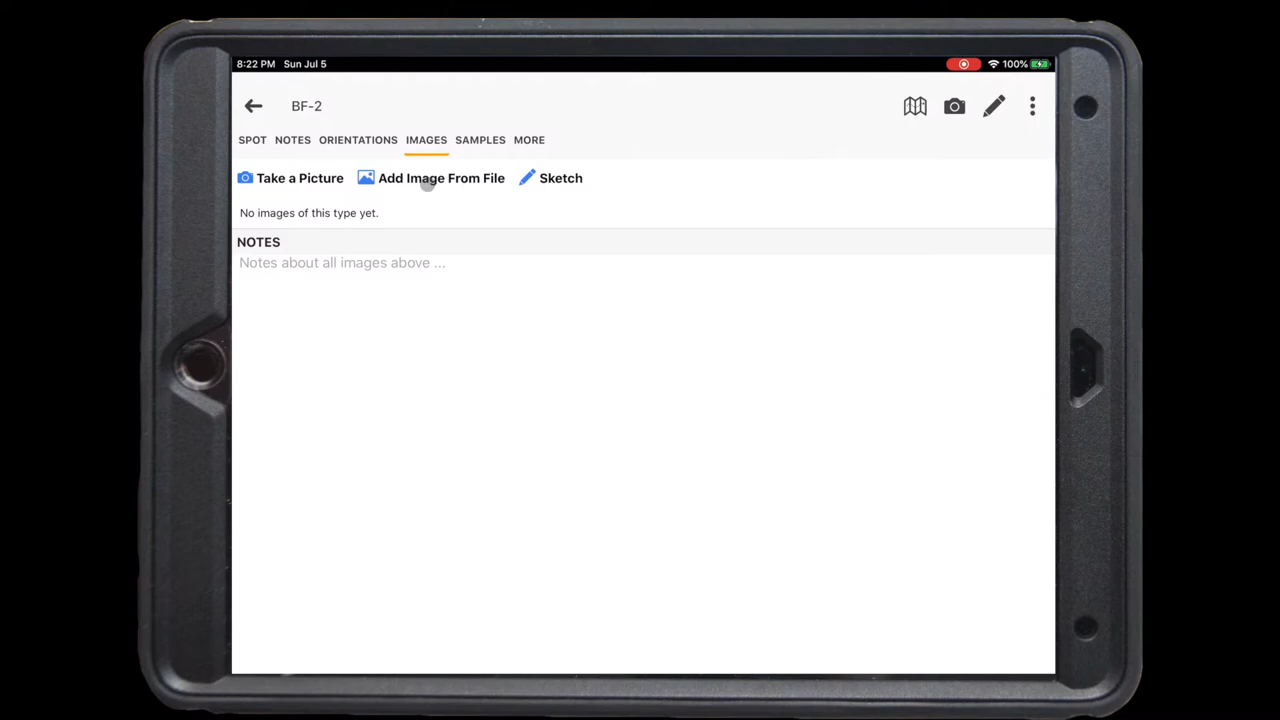 8:22 PM Sun Jul 5 100%
BF-2
SPOT NOTES ORIENTATIONS IMAGES SAMPLES MORE
Take a Picture Add Image From File Sketch
No images of this type yet.
NOTES
Notes about all images above ...